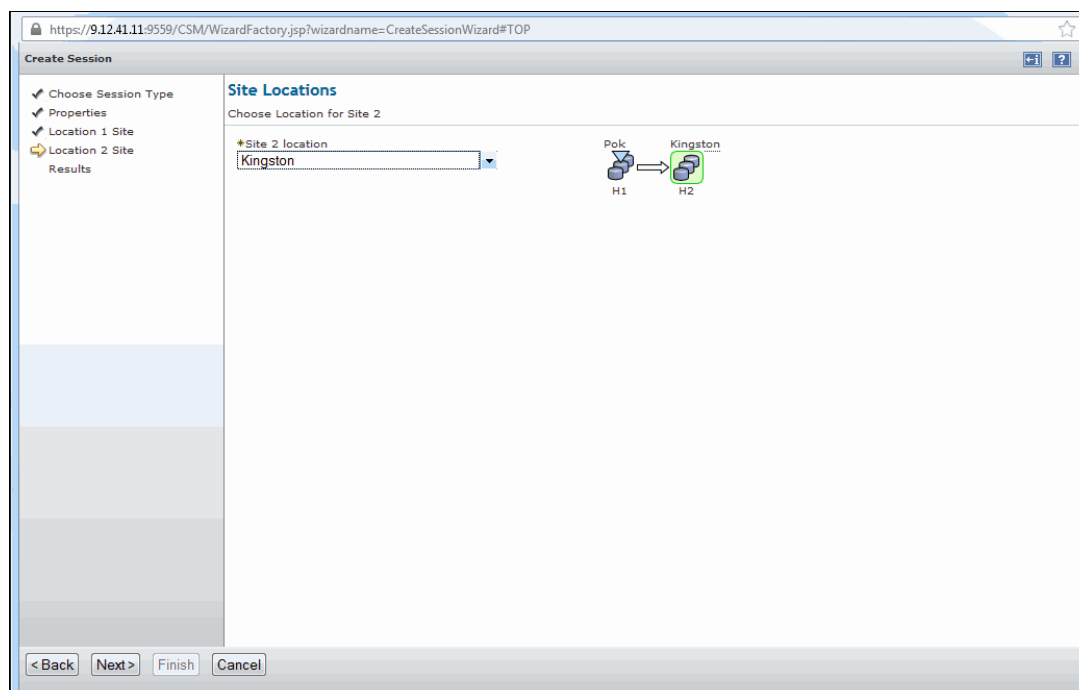 https://9.12.41.11:9559/CSM/WizardFactory.jsp?wizardname=CreateSessionWizard#TOP
Create Session
?
Choose Session Type
Properties
Location 1 Site
Location 2 Site
Results
Site Locations
Choose Location for Site 2
*Site 2 location
Kingston
Pok Kingston
H1 H2
< Back Next > Finish Cancel